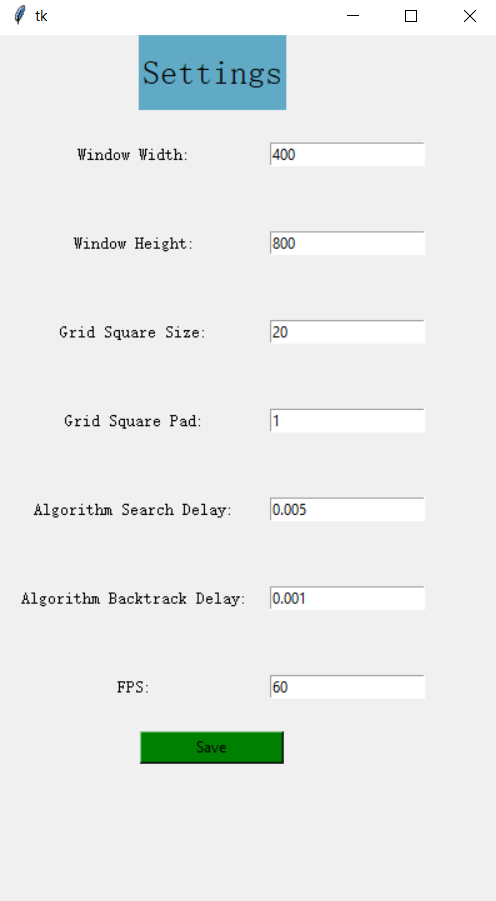 tk
Settings
Window Width: 400
Window Height: 800
Grid Square Size: 20
Grid Square Pad: 1
Algorithm Search Delay: 0.005
Algorithm Backtrack Delay: 0.001
FPS: 60
Save